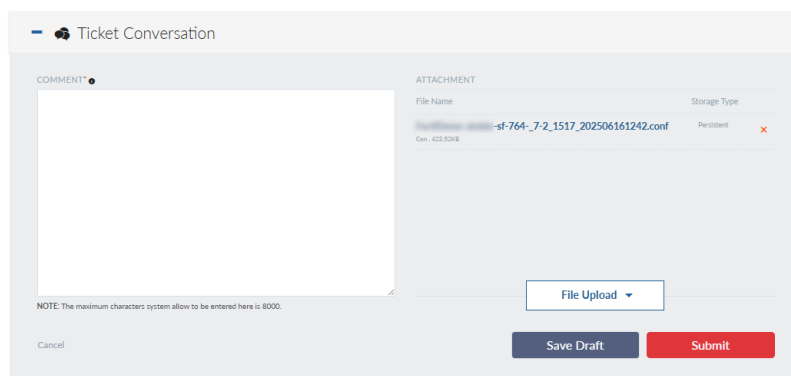 Ticket Conversation
COMMENT*
ATTACHMENT
File Name
Storage Type
-sf-764-_7-2_1517_202506161242.conf
Persistent
Con , 423.52KB
NOTE: The maximum characters system allow to be entered here is 8000.
File Upload
Cancel
Save Draft
Submit